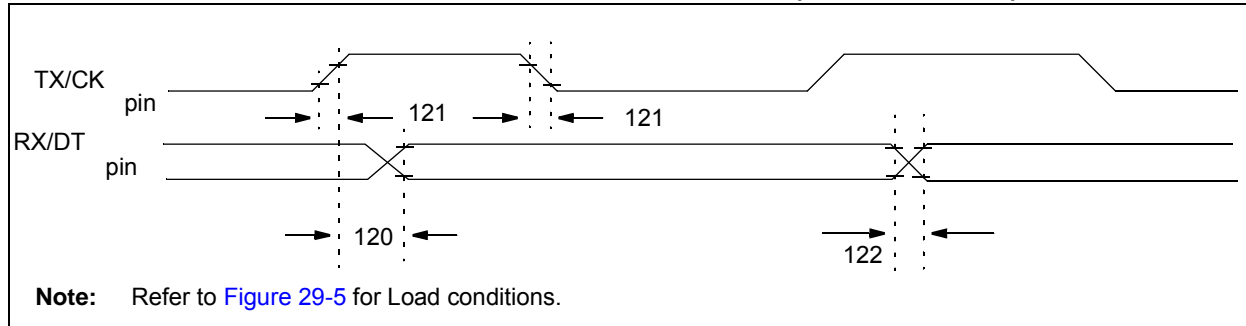 TX/CK
pin
121
121
RX/DT
pin
120
122
Note: Refer to Figure 29-5 for Load conditions.